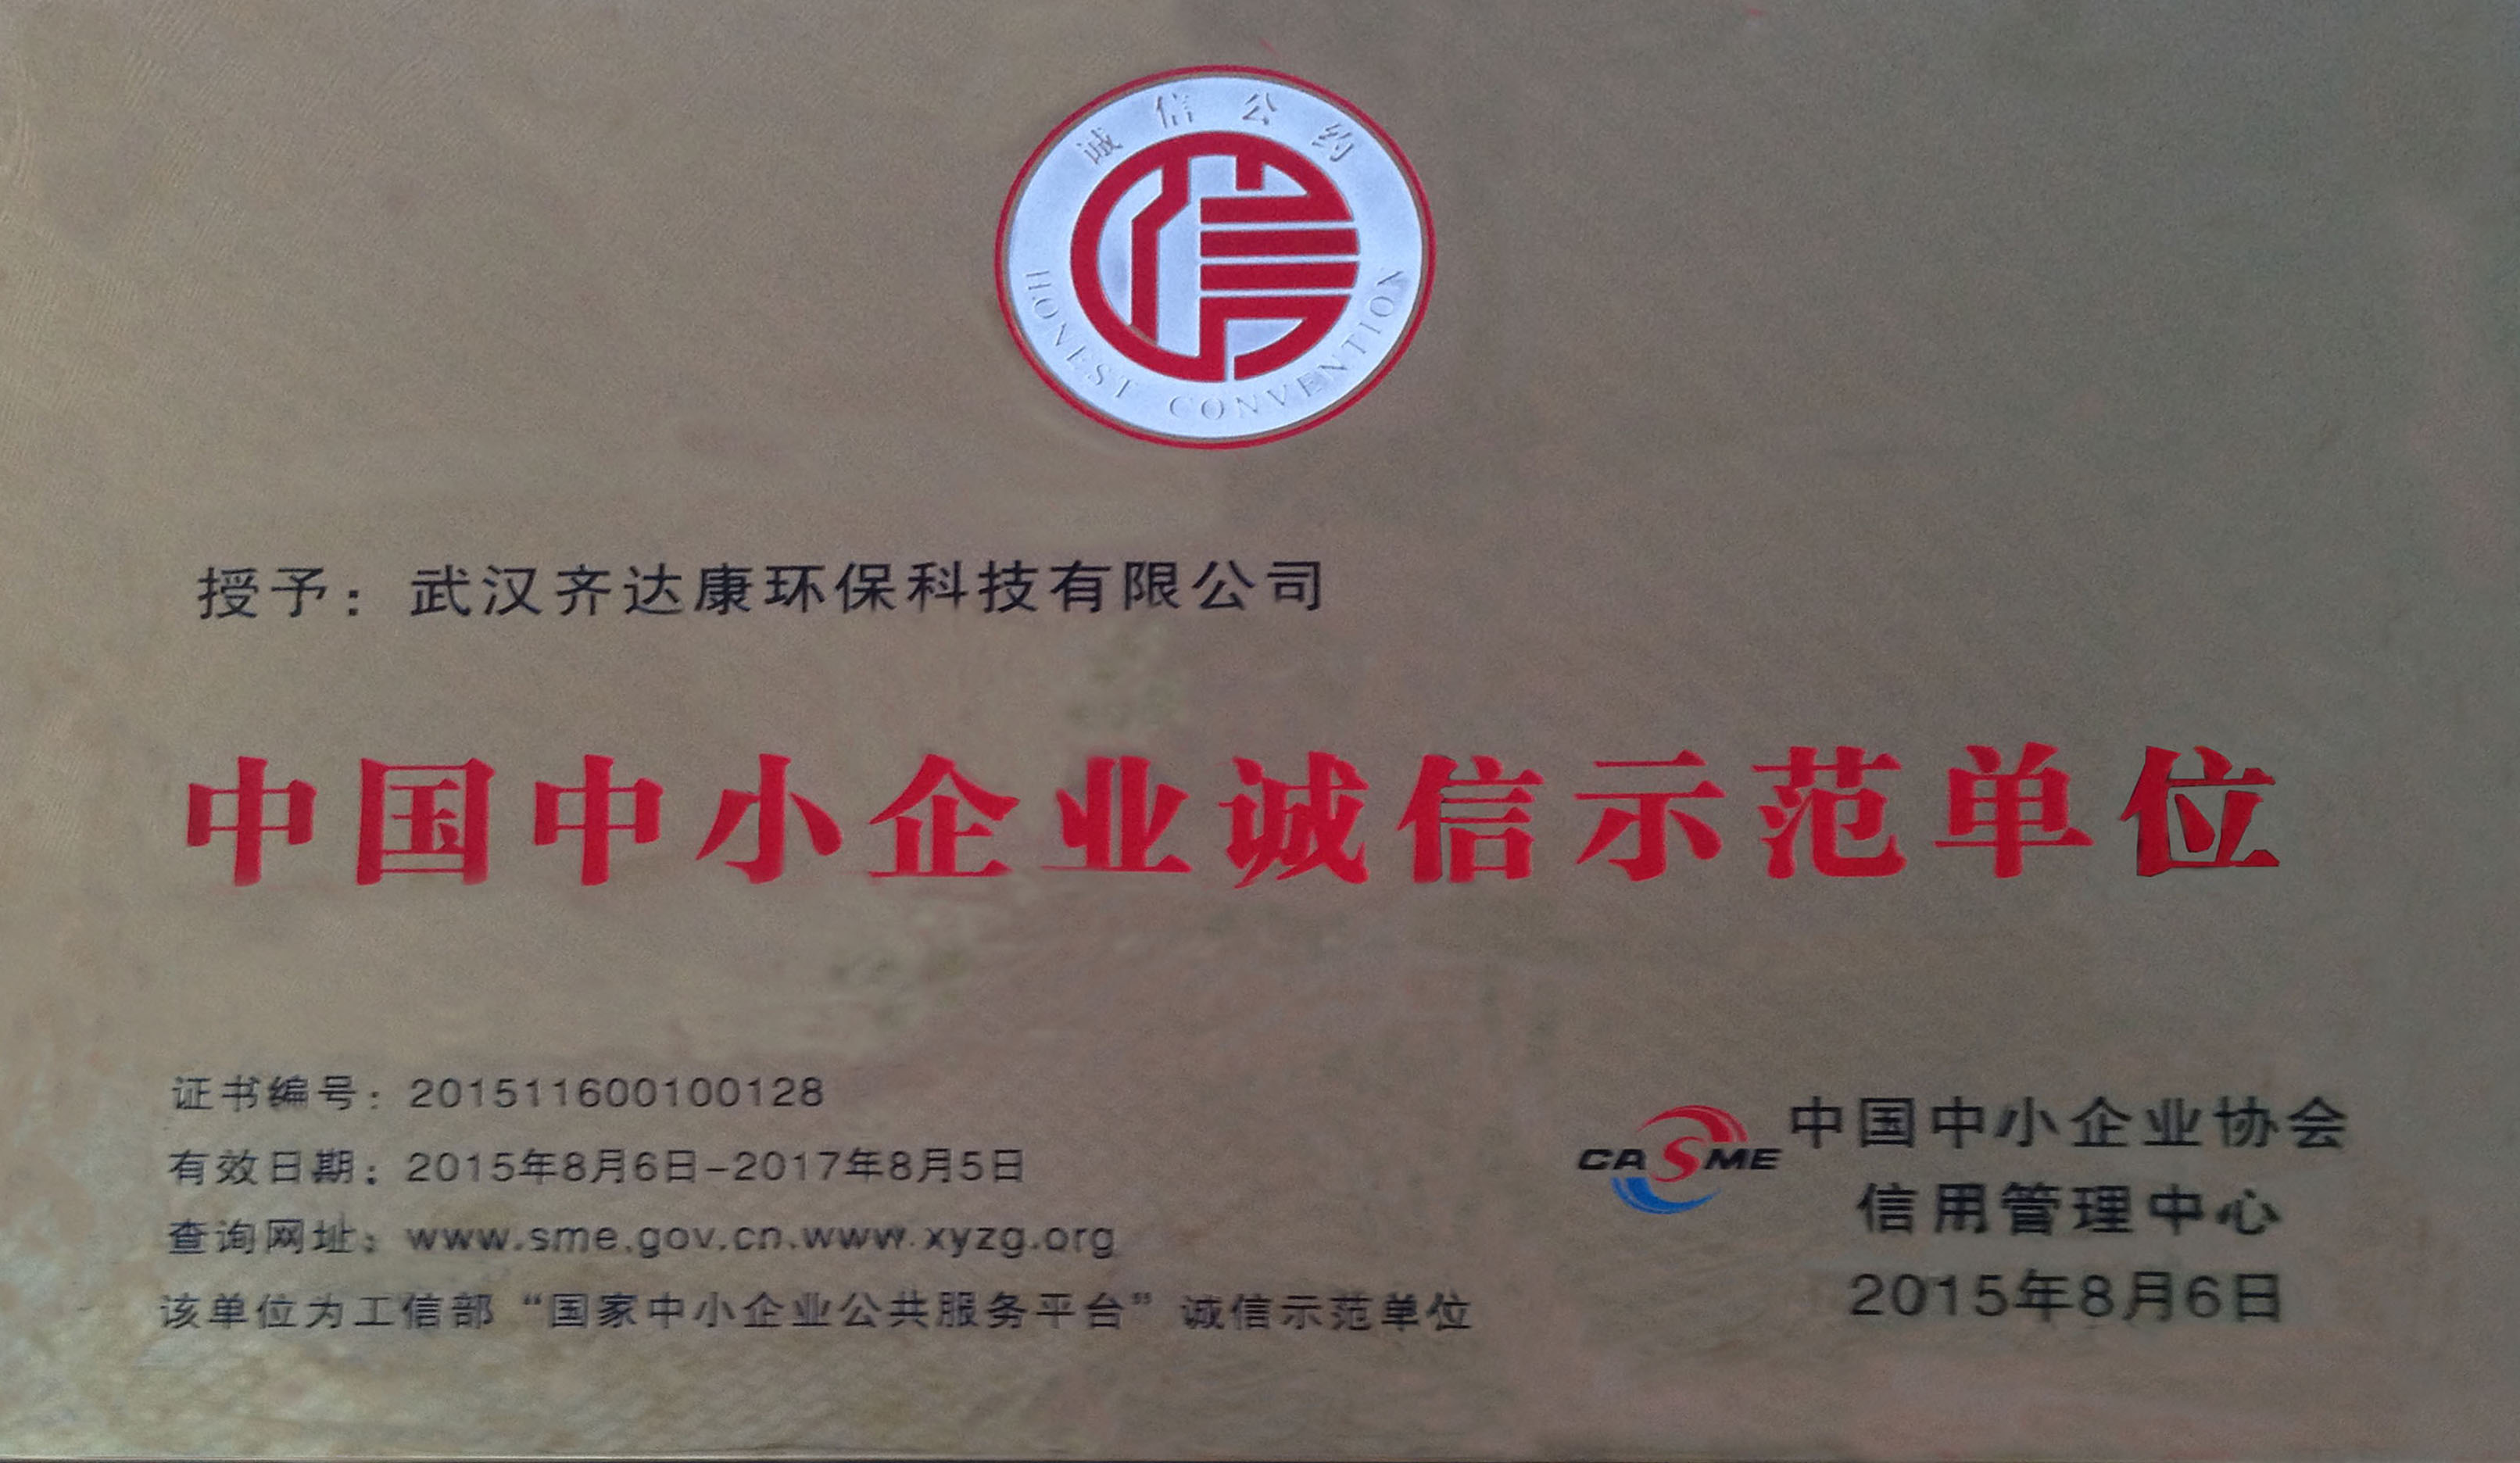 诚信公约
HONEST CONVENTION
授予：武汉齐达康环保科技有限公司
中国中小企业诚信示范单位
证书编号：201511600100128
有效日期：2015年8月6日-2017年8月5日
查询网址：www.sme.gov.cn.www.xyzg.org
该单位为工信部“国家中小企业公共服务平台”诚信示范单位
CASME
中国中小企业协会
信用管理中心
2015年8月6日